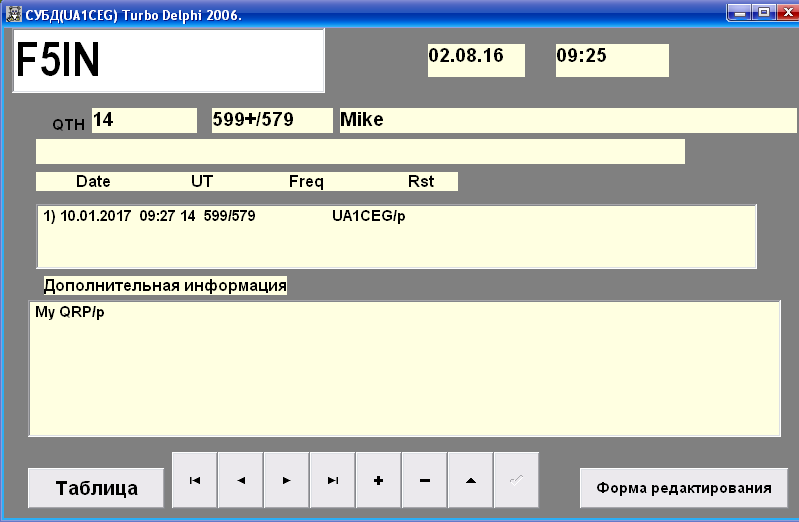 СУБД(UA1CEG) Turbo Delphi 2006.
F5IN
02.08.16 09:25
QTH 14 599+/579 Mike
Date UT Freq Rst
1) 10.01.2017 09:27 14 599/579 UA1CEG/p
Дополнительная информация
My QRP/p
Таблица
Форма редактирования